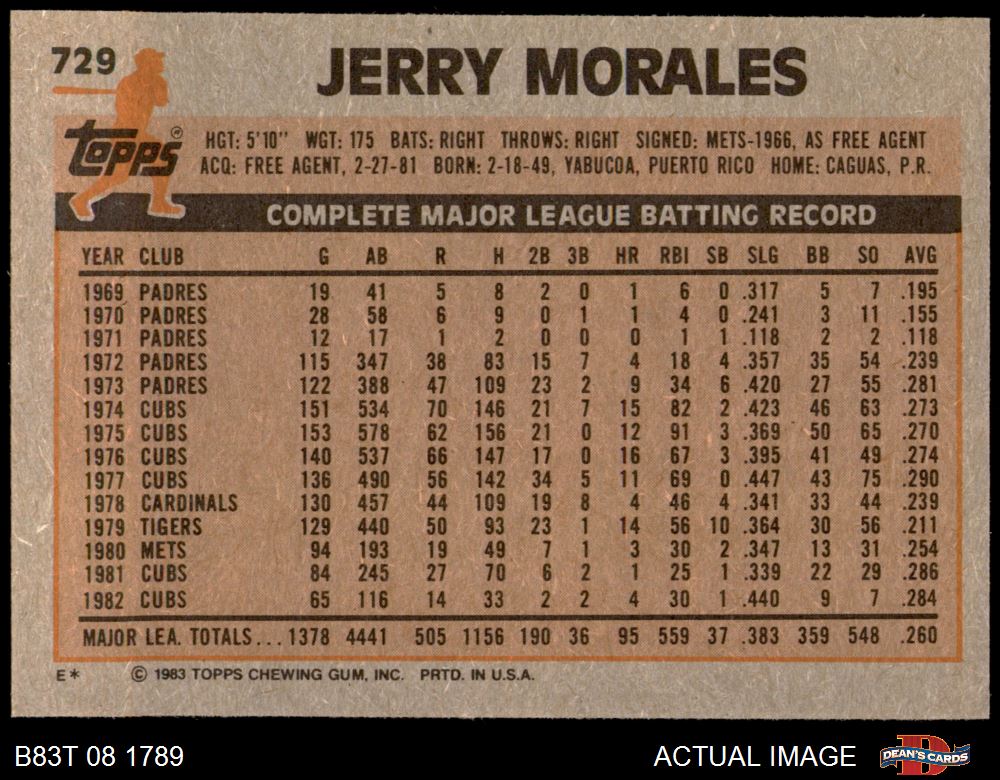 729 JERRY MORALES
Topps®
HGT: 5'10" WGT: 175 BATS: RIGHT THROWS: RIGHT SIGNED: METS-1966, AS FREE AGENT
ACQ: FREE AGENT, 2-27-81 BORN: 2-18-49, YABUCOA, PUERTO RICO HOME: CAGUAS, P.R.
COMPLETE MAJOR LEAGUE BATTING RECORD
YEAR CLUB G AB R H 2B 3B HR RBI SB SLG BB SO AVG
1969 PADRES 19 41 5 8 2 0 1 6 0 .317 5 7 .195
1970 PADRES 28 58 6 9 0 1 1 4 0 .241 3 11 .155
1971 PADRES 12 17 1 2 0 0 0 1 1 .118 2 2 .118
1972 PADRES 115 347 38 83 15 7 4 18 4 .357 35 54 .239
1973 PADRES 122 388 47 109 23 2 9 34 6 .420 27 55 .281
1974 CUBS 151 534 70 146 21 7 15 82 2 .423 46 63 .273
1975 CUBS 153 578 62 156 21 0 12 91 3 .369 50 65 .270
1976 CUBS 140 537 66 147 17 0 16 67 3 .395 41 49 .274
1977 CUBS 136 490 56 142 34 5 11 69 0 .447 43 75 .290
1978 CARDINALS 130 457 44 109 19 8 4 46 4 .341 33 44 .239
1979 TIGERS 129 440 50 93 23 1 14 56 10 .364 30 56 .211
1980 METS 94 193 19 49 7 1 3 30 2 .347 13 31 .254
1981 CUBS 84 245 27 70 6 2 1 25 1 .339 22 29 .286
1982 CUBS 65 116 14 33 2 2 4 30 1 .440 9 7 .284
MAJOR LEA. TOTALS... 1378 4441 505 1156 190 36 95 559 37 .383 359 548 .260
E* © 1983 TOPPS CHEWING GUM, INC. PRTD. IN U.S.A.
B83T 08 1789 ACTUAL IMAGE D DEAN'S CARDS